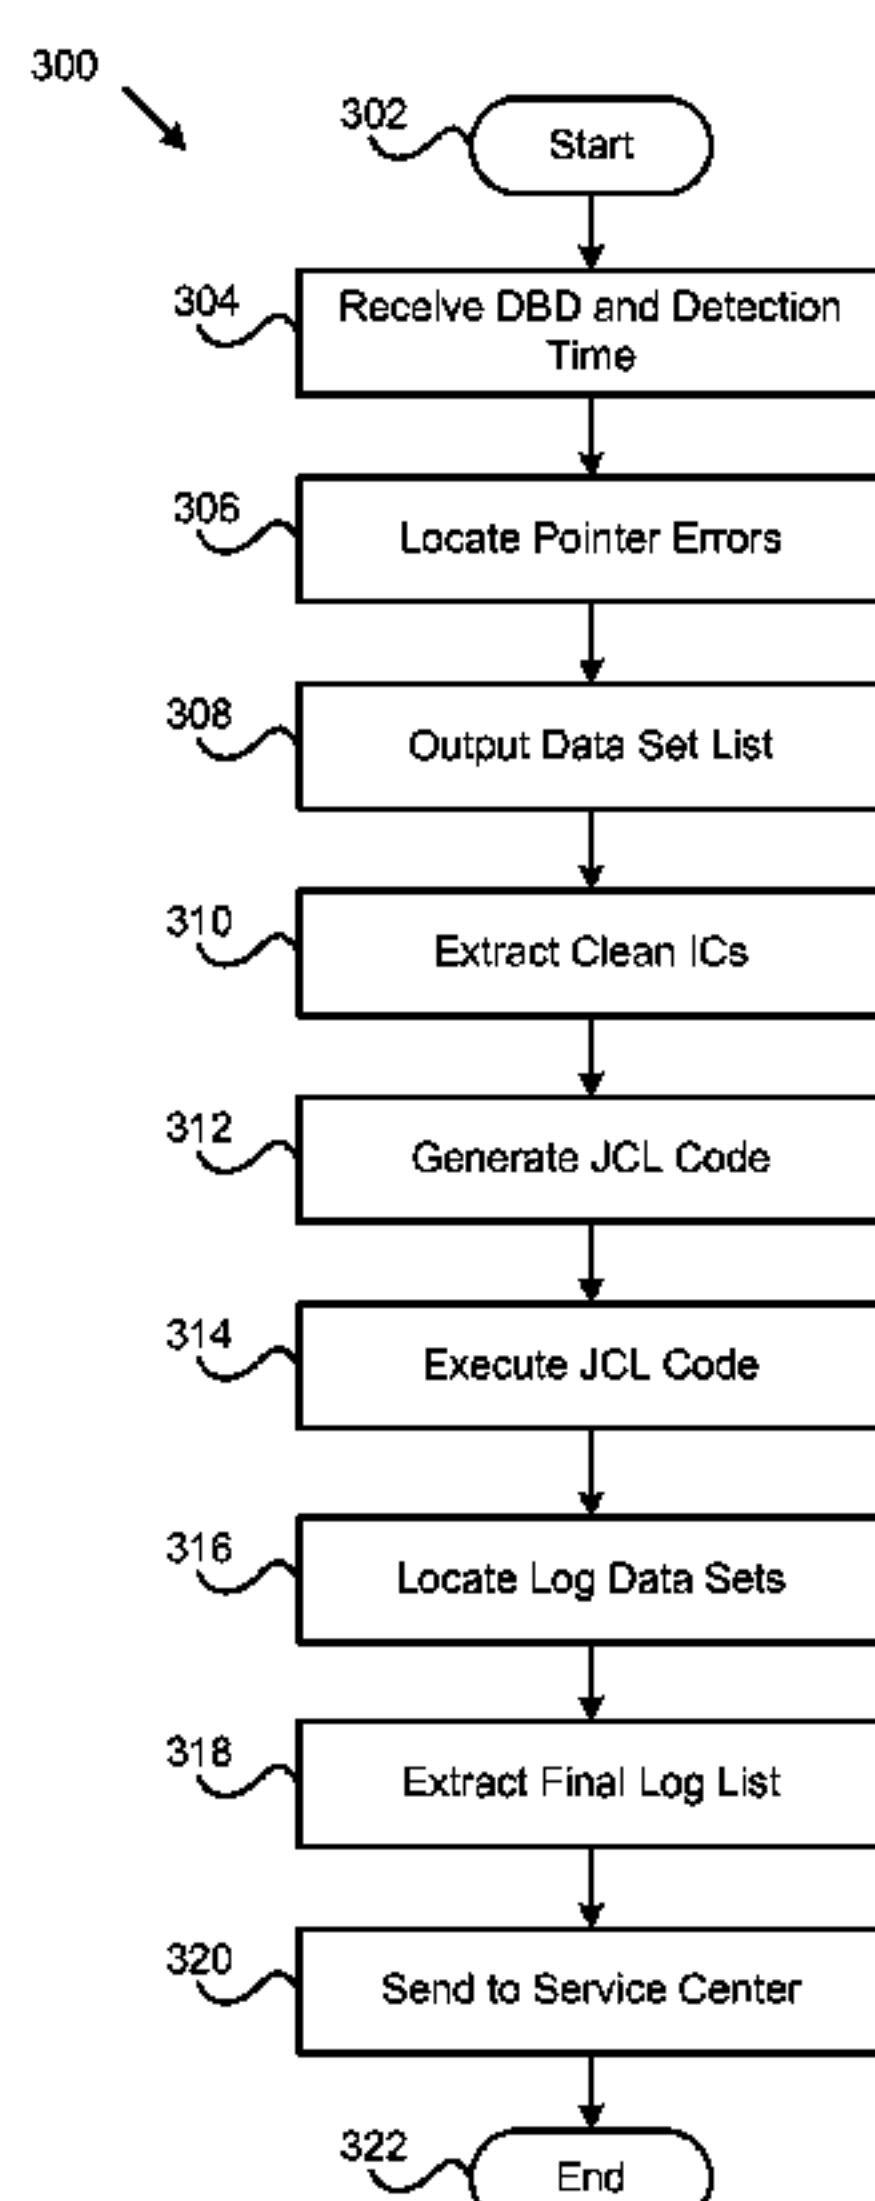 300
302
Start
304
Receive DBD and Detection
Time
306
Locate Pointer Errors
308
Output Data Set List
310
Extract Clean ICs
312
Generate JCL Code
314
Execute JCL Code
316
Locate Log Data Sets
318
Extract Final Log List
320
Send to Service Center
322
End